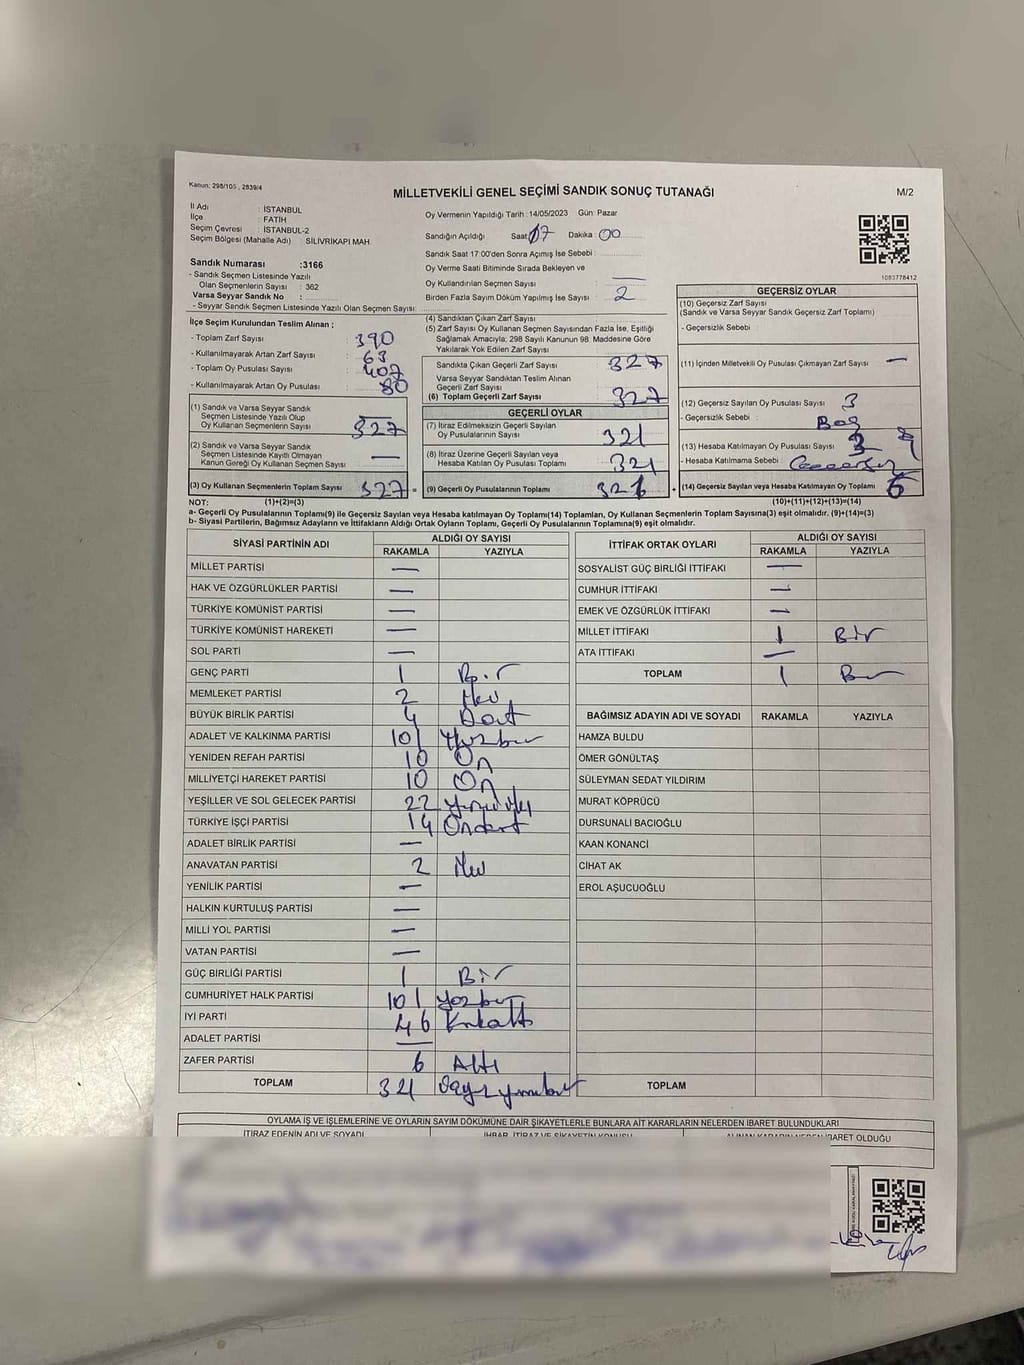 Kanun: 298/105 , 2839/4
MİLLETVEKİLİ GENEL SEÇİMİ SANDIK SONUÇ TUTANAĞI
M/2
İl Adı : İSTANBUL
İlçe : FATİH
Seçim Çevresi : İSTANBUL-2
Seçim Bölgesi (Mahalle Adı) : SİLİVRİKAPI MAH.
Oy Vermenin Yapıldığı Tarih :14/05/2023 Gün: Pazar
Sandığın Açıldığı Saat: 17 Dakika: 00
Sandık Saat 17:00'den Sonra Açımış İse Sebebi :
Oy Verme Saati Bitiminde Sırada Bekleyen ve
Oy Kullandırılan Seçmen Sayısı : —
Birden Fazla Sayım Döküm Yapılmış İse Sayısı : 2
1083778412
Sandık Numarası :3166
- Sandık Seçmen Listesinde Yazılı
Olan Seçmenlerin Sayısı : 362
Varsa Seyyar Sandık No :
- Seyyar Sandık Seçmen Listesinde Yazılı Olan Seçmen Sayısı:
İlçe Seçim Kurulundan Teslim Alınan ;
- Toplam Zarf Sayısı : 390
- Kullanılmayarak Artan Zarf Sayısı : 63
- Toplam Oy Pusulası Sayısı : 407
- Kullanılmayarak Artan Oy Pusulası : 80
(1) Sandık ve Varsa Seyyar Sandık
Seçmen Listesinde Yazılı Olup
Oy Kullanan Seçmenlerin Sayısı 327
(2) Sandık ve Varsa Seyyar Sandık
Seçmen Listesinde Kayıtlı Olmayan
Kanun Gereği Oy Kullanan Seçmen Sayısı —
(3) Oy Kullanan Seçmenlerin Toplam Sayısı 327 =
(4) Sandıktan Çıkan Zarf Sayısı :
(5) Zarf Sayısı Oy Kullanan Seçmen Sayısından Fazla İse, Eşitliği
Sağlamak Amacıyla; 298 Sayılı Kanunun 98. Maddesine Göre
Yakılarak Yok Edilen Zarf Sayısı
Sandıkta Çıkan Geçerli Zarf Sayısı : 327
Varsa Seyyar Sandıktan Teslim Alınan
Geçerli Zarf Sayısı
(6) Toplam Geçerli Zarf Sayısı : 327
GEÇERLİ OYLAR
(7) İtiraz Edilmeksizin Geçerli Sayılan
Oy Pusulalarının Sayısı 321
(8) İtiraz Üzerine Geçerli Sayılan veya
Hesaba Katılan Oy Pusulası Toplamı 321
(9) Geçerli Oy Pusulalarının Toplamı 321 +
GEÇERSİZ OYLAR
(10) Geçersiz Zarf Sayısı
(Sandık ve Varsa Seyyar Sandık Geçersiz Zarf Toplamı)
- Geçersizlik Sebebi :
(11) İçinden Milletvekili Oy Pusulası Çıkmayan Zarf Sayısı —
(12) Geçersiz Sayılan Oy Pusulası Sayısı 3
- Geçersizlik Sebebi : Boş
(13) Hesaba Katılmayan Oy Pusulası Sayısı 3
- Hesaba Katılmama Sebebi : Geçersiz
(14) Geçersiz Sayılan veya Hesaba Katılmayan Oy Toplamı 6
NOT: (1)+(2)=(3) (10)+(11)+(12)+(13)=(14)
a- Geçerli Oy Pusulalarının Toplamı(9) ile Geçersiz Sayılan veya Hesaba katılmayan Oy Toplamı(14) Toplamları, Oy Kullanan Seçmenlerin Toplam Sayısına(3) eşit olmalıdır. (9)+(14)=(3)
b- Siyasi Partilerin, Bağımsız Adayların ve İttifakların Aldığı Ortak Oyların Toplamı, Geçerli Oy Pusulalarının Toplamına(9) eşit olmalıdır.
SİYASİ PARTİNİN ADI ALDIĞI OY SAYISI
RAKAMLA YAZIYLA
MİLLET PARTİSİ —
HAK VE ÖZGÜRLÜKLER PARTİSİ —
TÜRKİYE KOMÜNİST PARTİSİ —
TÜRKİYE KOMÜNİST HAREKETİ —
SOL PARTİ —
GENÇ PARTİ 1 Bir
MEMLEKET PARTİSİ 2 İki
BÜYÜK BİRLİK PARTİSİ 4 Dört
ADALET VE KALKINMA PARTİSİ 101 Yüzbir
YENİDEN REFAH PARTİSİ 10 On
MİLLİYETÇİ HAREKET PARTİSİ 10 On
YEŞİLLER VE SOL GELECEK PARTİSİ 22 Yirmi iki
TÜRKİYE İŞÇİ PARTİSİ 14 Ondört
ADALET BİRLİK PARTİSİ —
ANAVATAN PARTİSİ 2 İki
YENİLİK PARTİSİ —
HALKIN KURTULUŞ PARTİSİ —
MİLLİ YOL PARTİSİ —
VATAN PARTİSİ —
GÜÇ BİRLİĞİ PARTİSİ 1 Bir
CUMHURİYET HALK PARTİSİ 101 Yüzbir
İYİ PARTİ 46 Kırkaltı
ADALET PARTİSİ —
ZAFER PARTİSİ 6 Altı
TOPLAM 321 Üçyüzyirmibir
İTTİFAK ORTAK OYLARI ALDIĞI OY SAYISI
RAKAMLA YAZIYLA
SOSYALİST GÜÇ BİRLİĞİ İTTİFAKI —
CUMHUR İTTİFAKI —
EMEK VE ÖZGÜRLÜK İTTİFAKI —
MİLLET İTTİFAKI 1 Bir
ATA İTTİFAKI —
TOPLAM 1 Bir
BAĞIMSIZ ADAYIN ADI VE SOYADI RAKAMLA YAZIYLA
HAMZA BULDU
ÖMER GÖNÜLTAŞ
SÜLEYMAN SEDAT YILDIRIM
MURAT KÖPRÜCÜ
DURSUNALİ BACIOĞLU
KAAN KONANCİ
CİHAT AK
EROL AŞUCUOĞLU
TOPLAM
OYLAMA İŞ VE İŞLEMLERİNE VE OYLARIN SAYIM DÖKÜMÜNE DAİR ŞİKAYETLERLE BUNLARA AİT KARARLARIN NELERDEN İBARET BULUNDUKLARI
İTİRAZ EDENİN ADI VE SOYADI İHBAR, İTİRAZ VE ŞİKAYETİN KONUSU ALINAN KARARIN NEDEN İBARET OLDUĞU